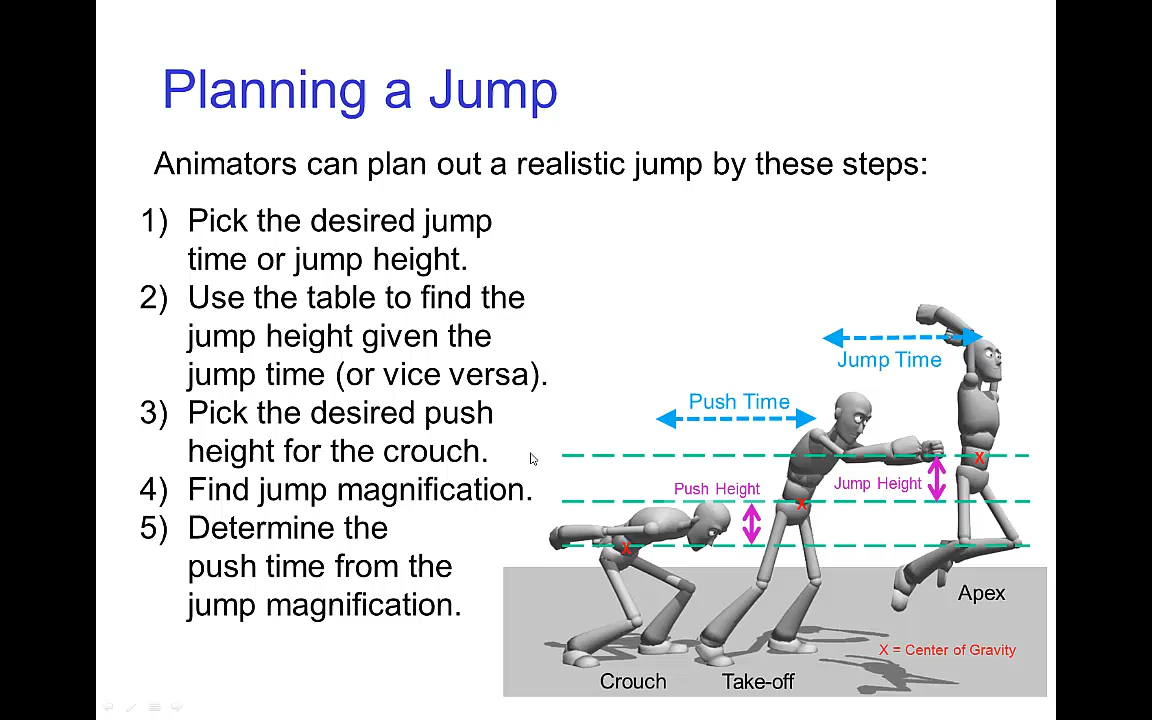 Planning a Jump
Animators can plan out a realistic jump by these steps:
1) Pick the desired jump
time or jump height.
2) Use the table to find the
jump height given the
jump time (or vice versa).
3) Pick the desired push
height for the crouch.
4) Find jump magnification.
5) Determine the
push time from the
jump magnification.
Jump Time
Push Time
Push Height
Jump Height
X
X
X
Apex
X = Center of Gravity
Crouch
Take-off